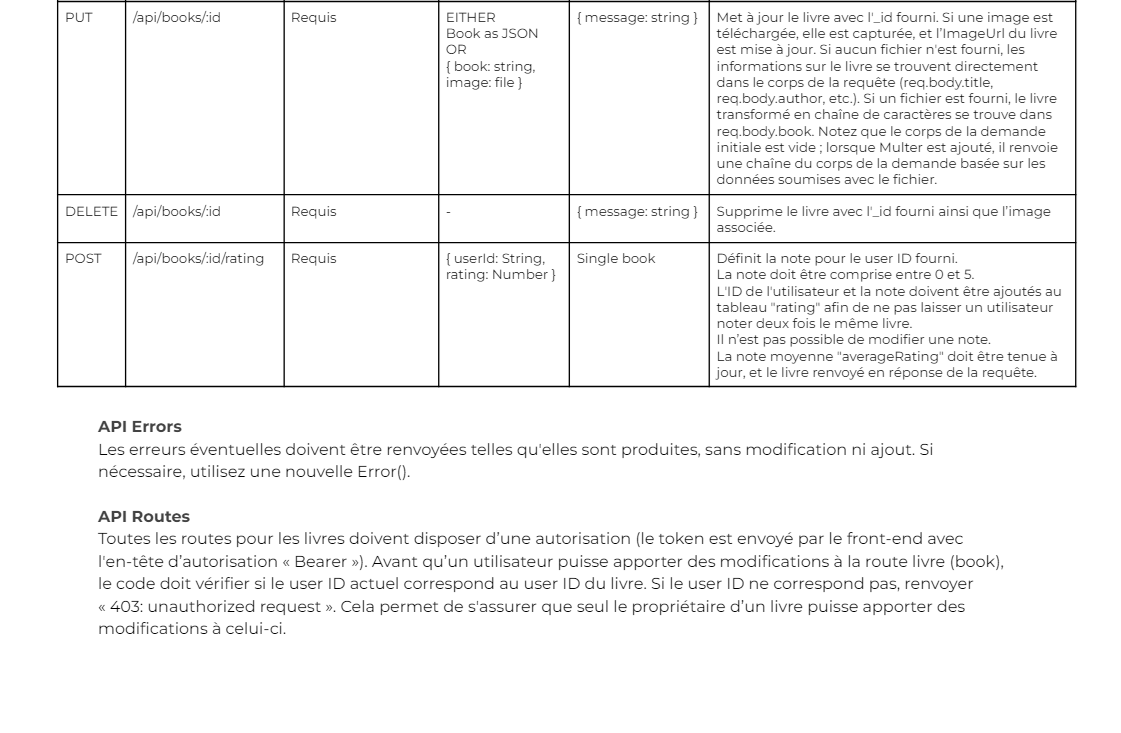 PUT
/api/books/:id
Requis
EITHER
Book as JSON
OR
{ book: string,
image: file }
{ message: string }
Met à jour le livre avec l'_id fourni. Si une image est
téléchargée, elle est capturée, et l’ImageUrl du livre
est mise à jour. Si aucun fichier n'est fourni, les
informations sur le livre se trouvent directement
dans le corps de la requête (req.body.title,
req.body.author, etc.). Si un fichier est fourni, le livre
transformé en chaîne de caractères se trouve dans
req.body.book. Notez que le corps de la demande
initiale est vide ; lorsque Multer est ajouté, il renvoie
une chaîne du corps de la demande basée sur les
données soumises avec le fichier.
DELETE
/api/books/:id
Requis
-
{ message: string }
Supprime le livre avec l'_id fourni ainsi que l’image
associée.
POST
/api/books/:id/rating
Requis
{ userId: String,
rating: Number }
Single book
Définit la note pour le user ID fourni.
La note doit être comprise entre 0 et 5.
L'ID de l'utilisateur et la note doivent être ajoutés au
tableau "rating" afin de ne pas laisser un utilisateur
noter deux fois le même livre.
Il n’est pas possible de modifier une note.
La note moyenne "averageRating" doit être tenue à
jour, et le livre renvoyé en réponse de la requête.
API Errors
Les erreurs éventuelles doivent être renvoyées telles qu'elles sont produites, sans modification ni ajout. Si
nécessaire, utilisez une nouvelle Error().
API Routes
Toutes les routes pour les livres doivent disposer d’une autorisation (le token est envoyé par le front-end avec
l'en-tête d’autorisation « Bearer »). Avant qu’un utilisateur puisse apporter des modifications à la route livre (book),
le code doit vérifier si le user ID actuel correspond au user ID du livre. Si le user ID ne correspond pas, renvoyer
« 403: unauthorized request ». Cela permet de s'assurer que seul le propriétaire d’un livre puisse apporter des
modifications à celui-ci.